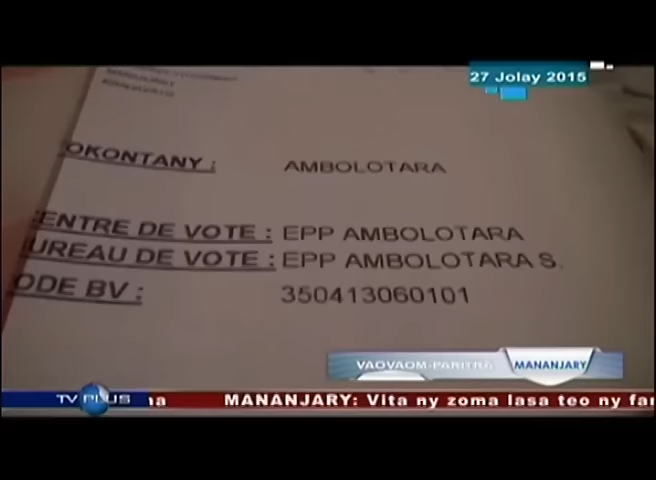 27 Jolay 2015
OKONTANY : AMBOLOTARA
ENTRE DE VOTE : EPP AMBOLOTARA
UREAU DE VOTE : EPP AMBOLOTARA S.
ODE BV : 350413060101
VAOVAOM-PARITRA MANANJARY
TV PLUS na MANANJARY: Vita ny zoma lasa teo ny far